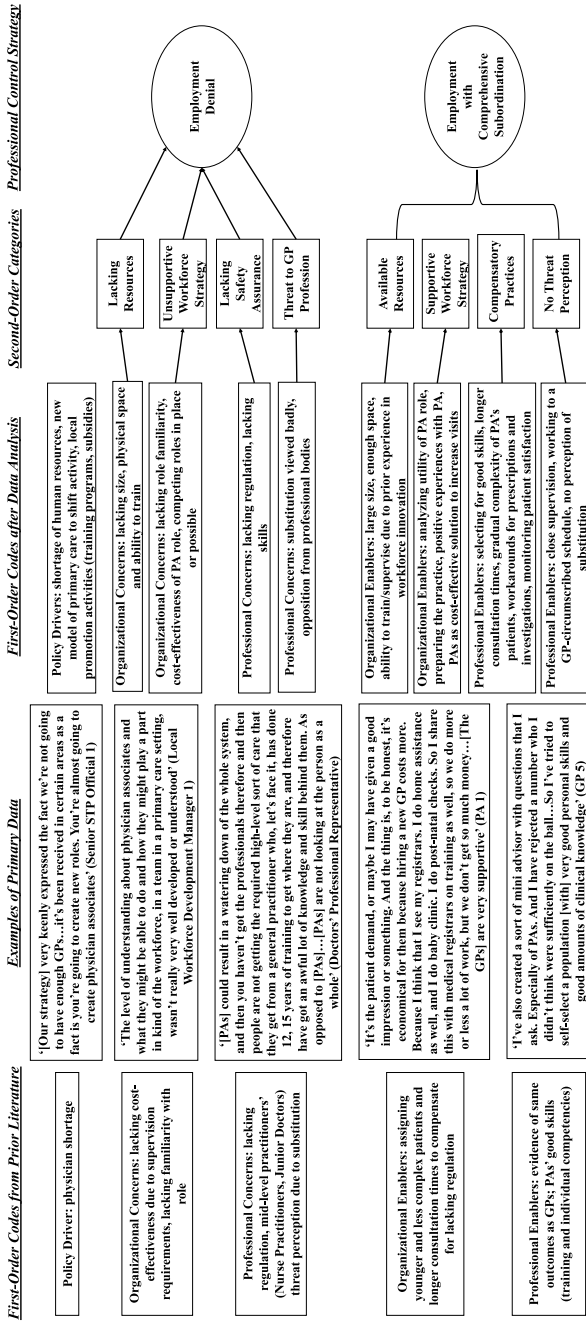 First-Order Codes from Prior Literature
Policy Driver: physician shortage
Organizational Concerns: lacking cost-
effectiveness due to supervision
requirements, lacking familiarity with
role
Professional Concerns: lacking
regulation, mid-level practitioners'
(Nurse Practitioners, Junior Doctors)
threat perception due to substitution
Organizational Enablers: assigning
younger and less complex patients and
longer consultation times to compensate
for lacking regulation
Professional Enablers: evidence of same
outcomes as GPs; PAs' good skills
(training and individual competencies)
Examples of Primary Data
'[Our strategy] very keenly expressed the fact we're not going
to have enough GPs…it's been received in certain areas as a
fact is you're going to create new roles. You're almost going to
create physician associates' (Senior STP Official 1)
'The level of understanding about physician associates and
what they might be able to do and how they might play a part
in kind of the workforce, in a team in a primary care setting,
wasn't really very well developed or understood' (Local
Workforce Development Manager 1)
'[PAs] could result in a watering down of the whole system,
and then you haven't got the professionals therefore and then
people are not getting the required high-level sort of care that
they get from a general practitioner who, let's face it, has done
12, 15 years of training to get where they are, and therefore
have got an awful lot of knowledge and skill behind them. As
opposed to [PAs]…[PAs] are not looking at the person as a
whole' (Doctors' Professional Representative)
'It's the patient demand, or maybe I may have given a good
impression or something. And the thing is, to be honest, it's
economical for them because hiring a new GP costs more.
Because I think that I see my registrars. I do home assistance
as well, and I do baby clinic. I do post-natal checks. So I share
this with medical registrars on training as well, so we do more
or less a lot of work, but we don't get so much money…[The
GPs] are very supportive' (PA 1)
'I've also created a sort of mini advisor with questions that I
ask. Especially of PAs. And I have rejected a number who I
didn't think were sufficiently on the ball…So I've tried to
self-select a population [with] very good personal skills and
good amounts of clinical knowledge' (GP 5)
First-Order Codes after Data Analysis
Policy Drivers: shortage of human resources, new
model of primary care to shift activity, local
promotion activities (training programs, subsidies)
Organizational Concerns: lacking size, physical space
and ability to train
Organizational Concerns: lacking role familiarity,
cost-effectiveness of PA role, competing roles in place
or possible
Professional Concerns: lacking regulation, lacking
skills
Professional Concerns: substitution viewed badly,
opposition from professional bodies
Organizational Enablers: large size, enough space,
ability to train/supervise due to prior experience in
workforce innovation
Organizational Enablers: analyzing utility of PA role,
preparing the practice, positive experiences with PA,
PAs as cost-effective solution to increase visits
Professional Enablers: selecting for good skills, longer
consultation times, gradual complexity of PA's
patients, workarounds for prescriptions and
investigations, monitoring patient satisfaction
Professional Enablers: close supervision, working to a
GP-circumscribed schedule, no perception of
substitution
Second-Order Categories
Lacking
Resources
Unsupportive
Workforce
Strategy
Lacking
Safety
Assurance
Threat to GP
Profession
Available
Resources
Supportive
Workforce
Strategy
Compensatory
Practices
No Threat
Perception
Professional Control Strategy
Employment
Denial
Employment
with
Comprehensive
Subordination